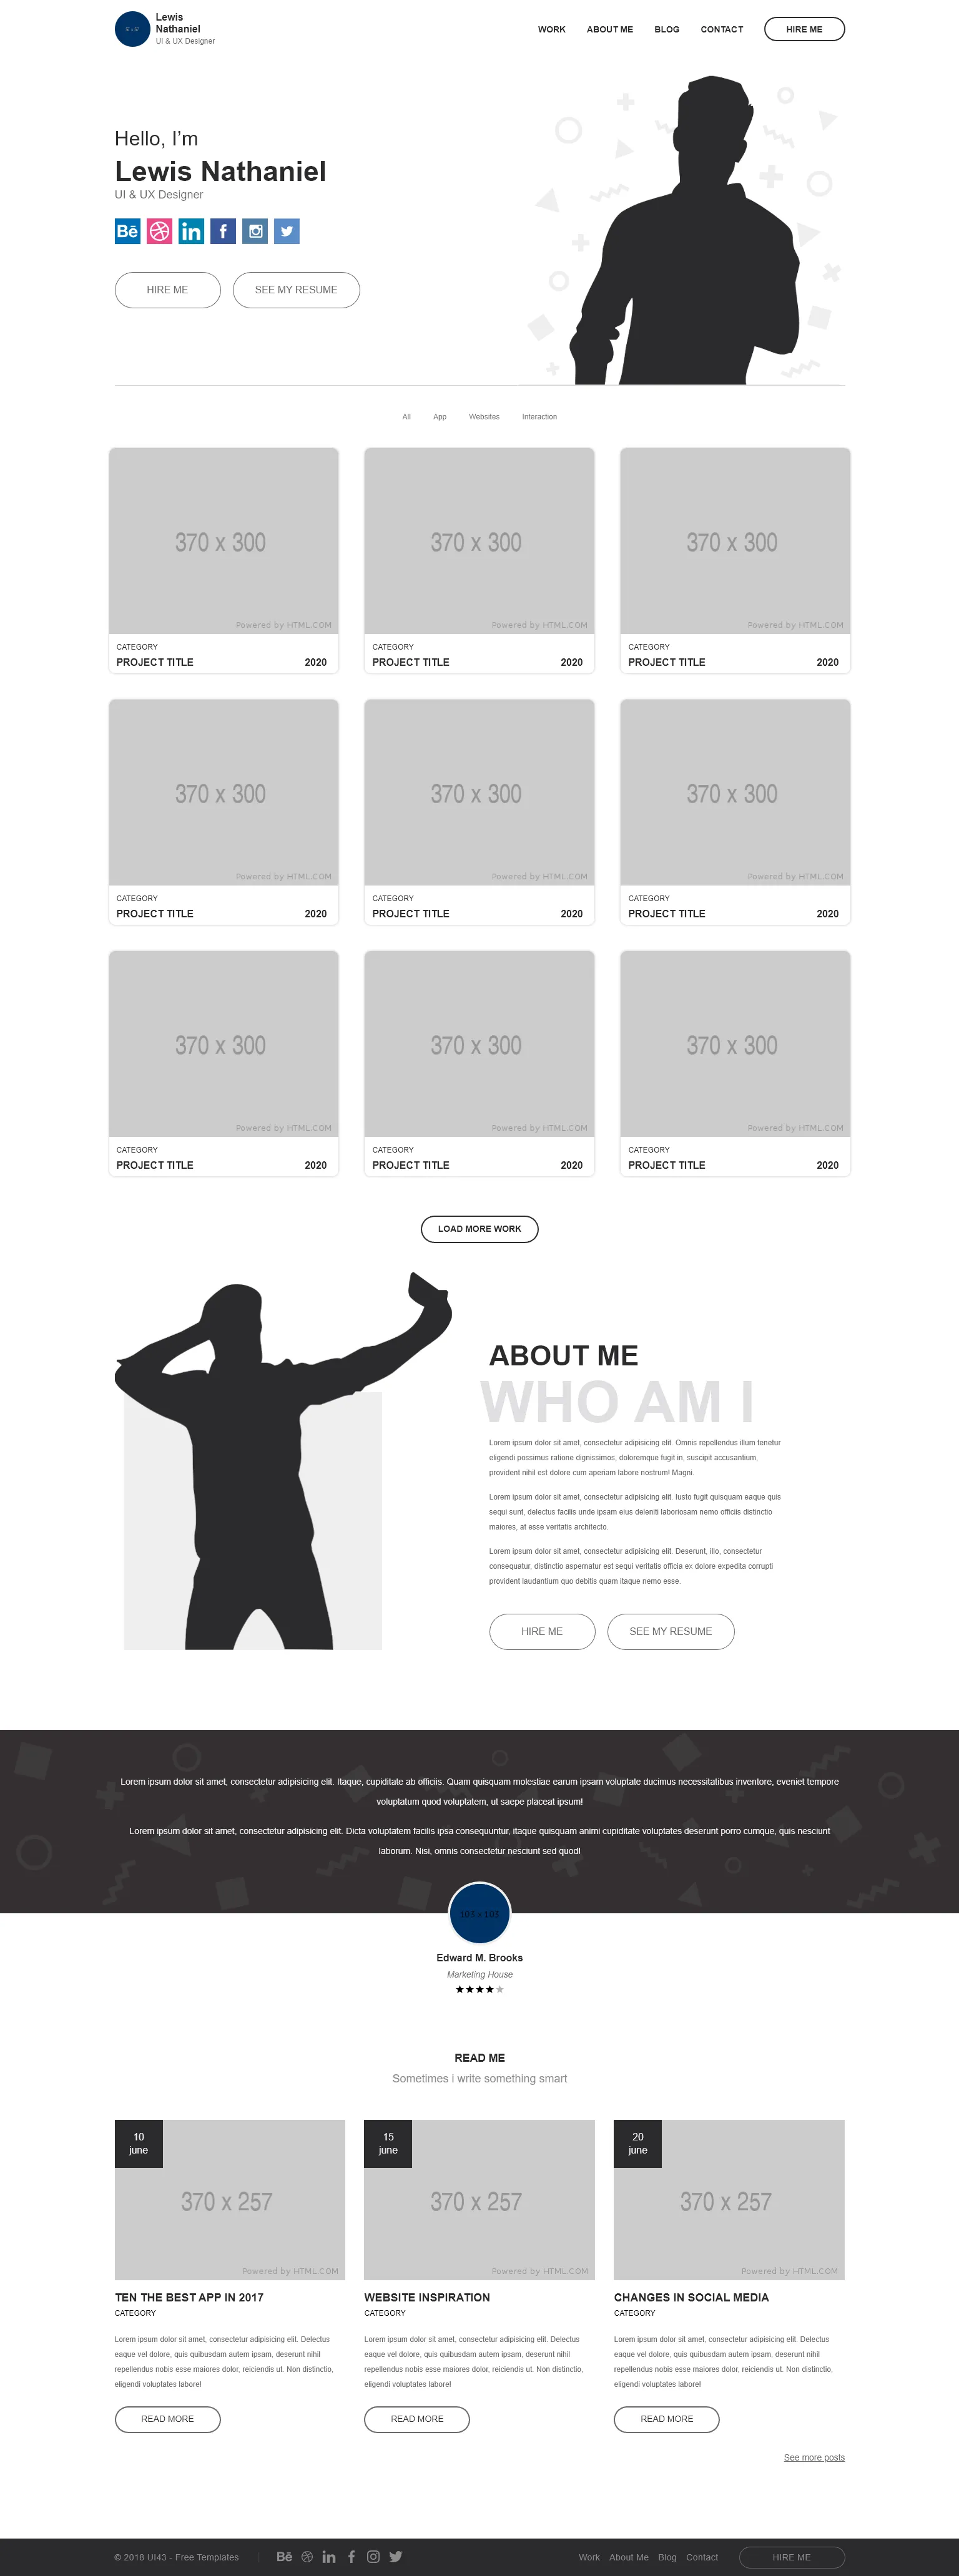 Lewis
Nathaniel
UI & UX Designer
WORK ABOUT ME BLOG CONTACT HIRE ME
Hello, I'm
Lewis Nathaniel
UI & UX Designer
Bē in f
HIRE ME SEE MY RESUME
All App Websites Interaction
370 x 300 370 x 300 370 x 300
Powered by HTML.COM Powered by HTML.COM Powered by HTML.COM
CATEGORY CATEGORY CATEGORY
PROJECT TITLE 2020 PROJECT TITLE 2020 PROJECT TITLE 2020
370 x 300 370 x 300 370 x 300
Powered by HTML.COM Powered by HTML.COM Powered by HTML.COM
CATEGORY CATEGORY CATEGORY
PROJECT TITLE 2020 PROJECT TITLE 2020 PROJECT TITLE 2020
370 x 300 370 x 300 370 x 300
Powered by HTML.COM Powered by HTML.COM Powered by HTML.COM
CATEGORY CATEGORY CATEGORY
PROJECT TITLE 2020 PROJECT TITLE 2020 PROJECT TITLE 2020
LOAD MORE WORK
ABOUT ME
WHO AM I
Lorem ipsum dolor sit amet, consectetur adipisicing elit. Omnis repellendus illum tenetur
eligendi possimus ratione dignissimos, doloremque fugit in, suscipit accusantium,
provident nihil est dolore cum aperiam labore nostrum! Magni.
Lorem ipsum dolor sit amet, consectetur adipisicing elit. Iusto fugit quisquam eaque quis
sequi sunt, delectus facilis unde ipsam eius deleniti laboriosam nemo officiis distinctio
maiores, at esse veritatis architecto.
Lorem ipsum dolor sit amet, consectetur adipisicing elit. Deserunt, illo, consectetur
consequatur, distinctio aspernatur est sequi veritatis officia ex dolore expedita corrupti
provident laudantium quo debitis quam itaque nemo esse.
HIRE ME SEE MY RESUME
Lorem ipsum dolor sit amet, consectetur adipisicing elit. Itaque, cupiditate ab officiis. Quam quisquam molestiae earum ipsam voluptate ducimus necessitatibus inventore, eveniet tempore
voluptatum quod voluptatem, ut saepe placeat ipsum!
Lorem ipsum dolor sit amet, consectetur adipisicing elit. Dicta voluptatem facilis ipsa consequuntur, itaque quisquam animi cupiditate voluptates deserunt porro cumque, quis nesciunt
laborum. Nisi, omnis consectetur nesciunt sed quod!
103 x 103
Edward M. Brooks
Marketing House
READ ME
Sometimes i write something smart
10 15 20
june june june
370 x 257 370 x 257 370 x 257
Powered by HTML.COM Powered by HTML.COM Powered by HTML.COM
TEN THE BEST APP IN 2017 WEBSITE INSPIRATION CHANGES IN SOCIAL MEDIA
CATEGORY CATEGORY CATEGORY
Lorem ipsum dolor sit amet, consectetur adipisicing elit. Delectus Lorem ipsum dolor sit amet, consectetur adipisicing elit. Delectus Lorem ipsum dolor sit amet, consectetur adipisicing elit. Delectus
eaque vel dolore, quis quibusdam autem ipsam, deserunt nihil eaque vel dolore, quis quibusdam autem ipsam, deserunt nihil eaque vel dolore, quis quibusdam autem ipsam, deserunt nihil
repellendus nobis esse maiores dolor, reiciendis ut. Non distinctio, repellendus nobis esse maiores dolor, reiciendis ut. Non distinctio, repellendus nobis esse maiores dolor, reiciendis ut. Non distinctio,
eligendi voluptates labore! eligendi voluptates labore! eligendi voluptates labore!
READ MORE READ MORE READ MORE
See more posts
© 2018 UI43 - Free Templates Bē in f Work About Me Blog Contact HIRE ME